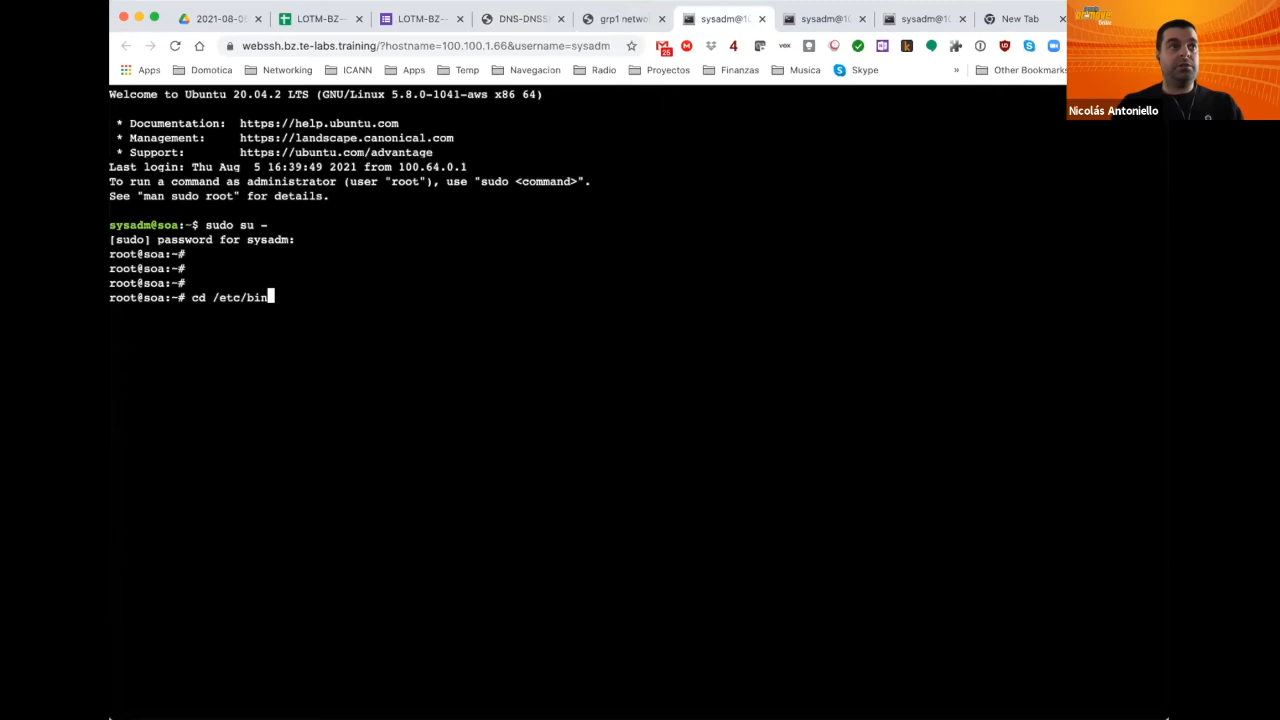 2021-08-0
LOTM-BZ--
LOTM-BZ--
DNS-DNSSI
grp1 netwo
sysadm@1
sysadm@10
sysadm@10
New Tab
webssh.bz.te-labs.training/?hostname=100.100.1.66&username=sysadm
Apps
Domotica
Networking
ICANN
Apps
Temp
Navegacion
Radio
Proyectos
Finanzas
Musica
Skype
»
Other Bookmarks
Nicolás Antoniello
Welcome to Ubuntu 20.04.2 LTS (GNU/Linux 5.8.0-1041-aws x86 64)
* Documentation: https://help.ubuntu.com
* Management: https://landscape.canonical.com
* Support: https://ubuntu.com/advantage
Last login: Thu Aug 5 16:39:49 2021 from 100.64.0.1
To run a command as administrator (user "root"), use "sudo <command>".
See "man sudo root" for details.
sysadm@soa:~$ sudo su -
[sudo] password for sysadm:
root@soa:~#
root@soa:~#
root@soa:~#
root@soa:~# cd /etc/bin